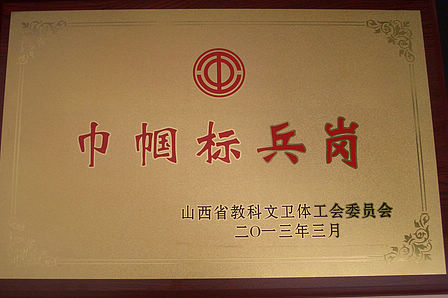 巾帼标兵岗
山西省教科文卫体工会委员会
二〇一三年三月